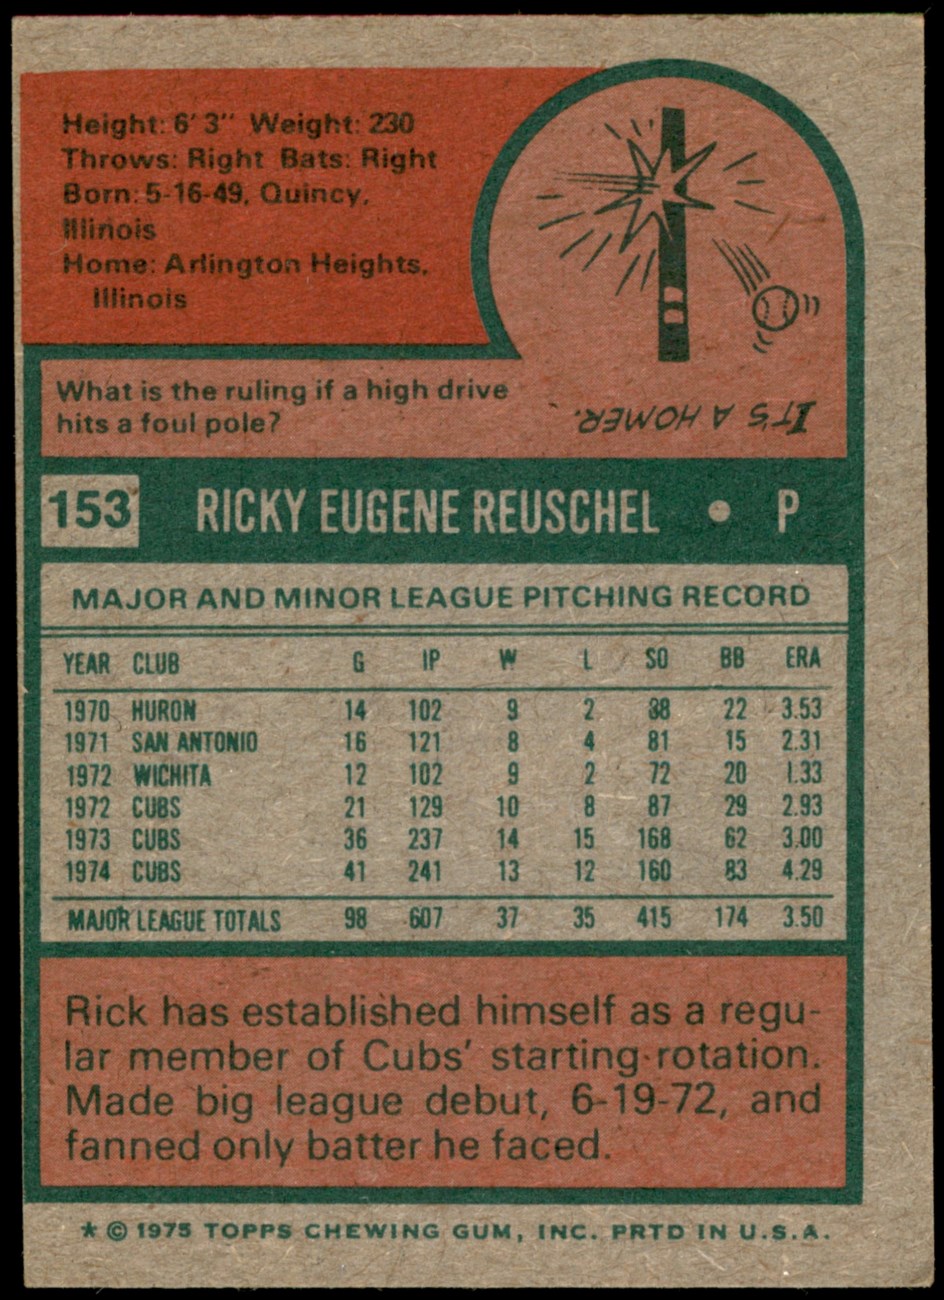 Height: 6' 3" Weight: 230
Throws: Right Bats: Right
Born: 5-16-49, Quincy,
Illinois
Home: Arlington Heights,
Illinois
What is the ruling if a high drive
hits a foul pole?
IT'S A HOMER.
153 RICKY EUGENE REUSCHEL • P
MAJOR AND MINOR LEAGUE PITCHING RECORD
YEAR CLUB G IP W L SO BB ERA
1970 HURON 14 102 9 2 88 22 3.53
1971 SAN ANTONIO 16 121 8 4 81 15 2.31
1972 WICHITA 12 102 9 2 72 20 1.33
1972 CUBS 21 129 10 8 87 29 2.93
1973 CUBS 36 237 14 15 168 62 3.00
1974 CUBS 41 241 13 12 160 83 4.29
MAJOR LEAGUE TOTALS 98 607 37 35 415 174 3.50
Rick has established himself as a regu-
lar member of Cubs' starting rotation.
Made big league debut, 6-19-72, and
fanned only batter he faced.
* © 1975 TOPPS CHEWING GUM, INC. PRTD IN U.S.A.